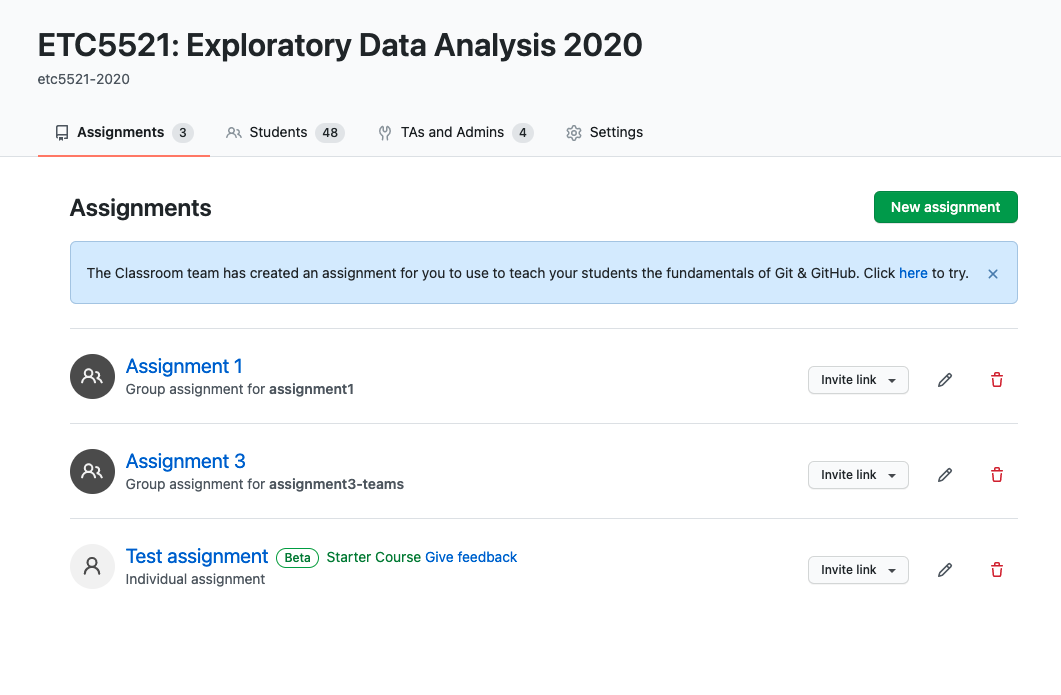 ETC5521: Exploratory Data Analysis 2020
etc5521-2020
Assignments 3 Students 48 TAs and Admins 4 Settings
Assignments New assignment
The Classroom team has created an assignment for you to use to teach your students the fundamentals of Git & GitHub. Click here to try.
Assignment 1
Group assignment for assignment1
Invite link
Assignment 3
Group assignment for assignment3-teams
Invite link
Test assignment Beta Starter Course Give feedback
Individual assignment
Invite link